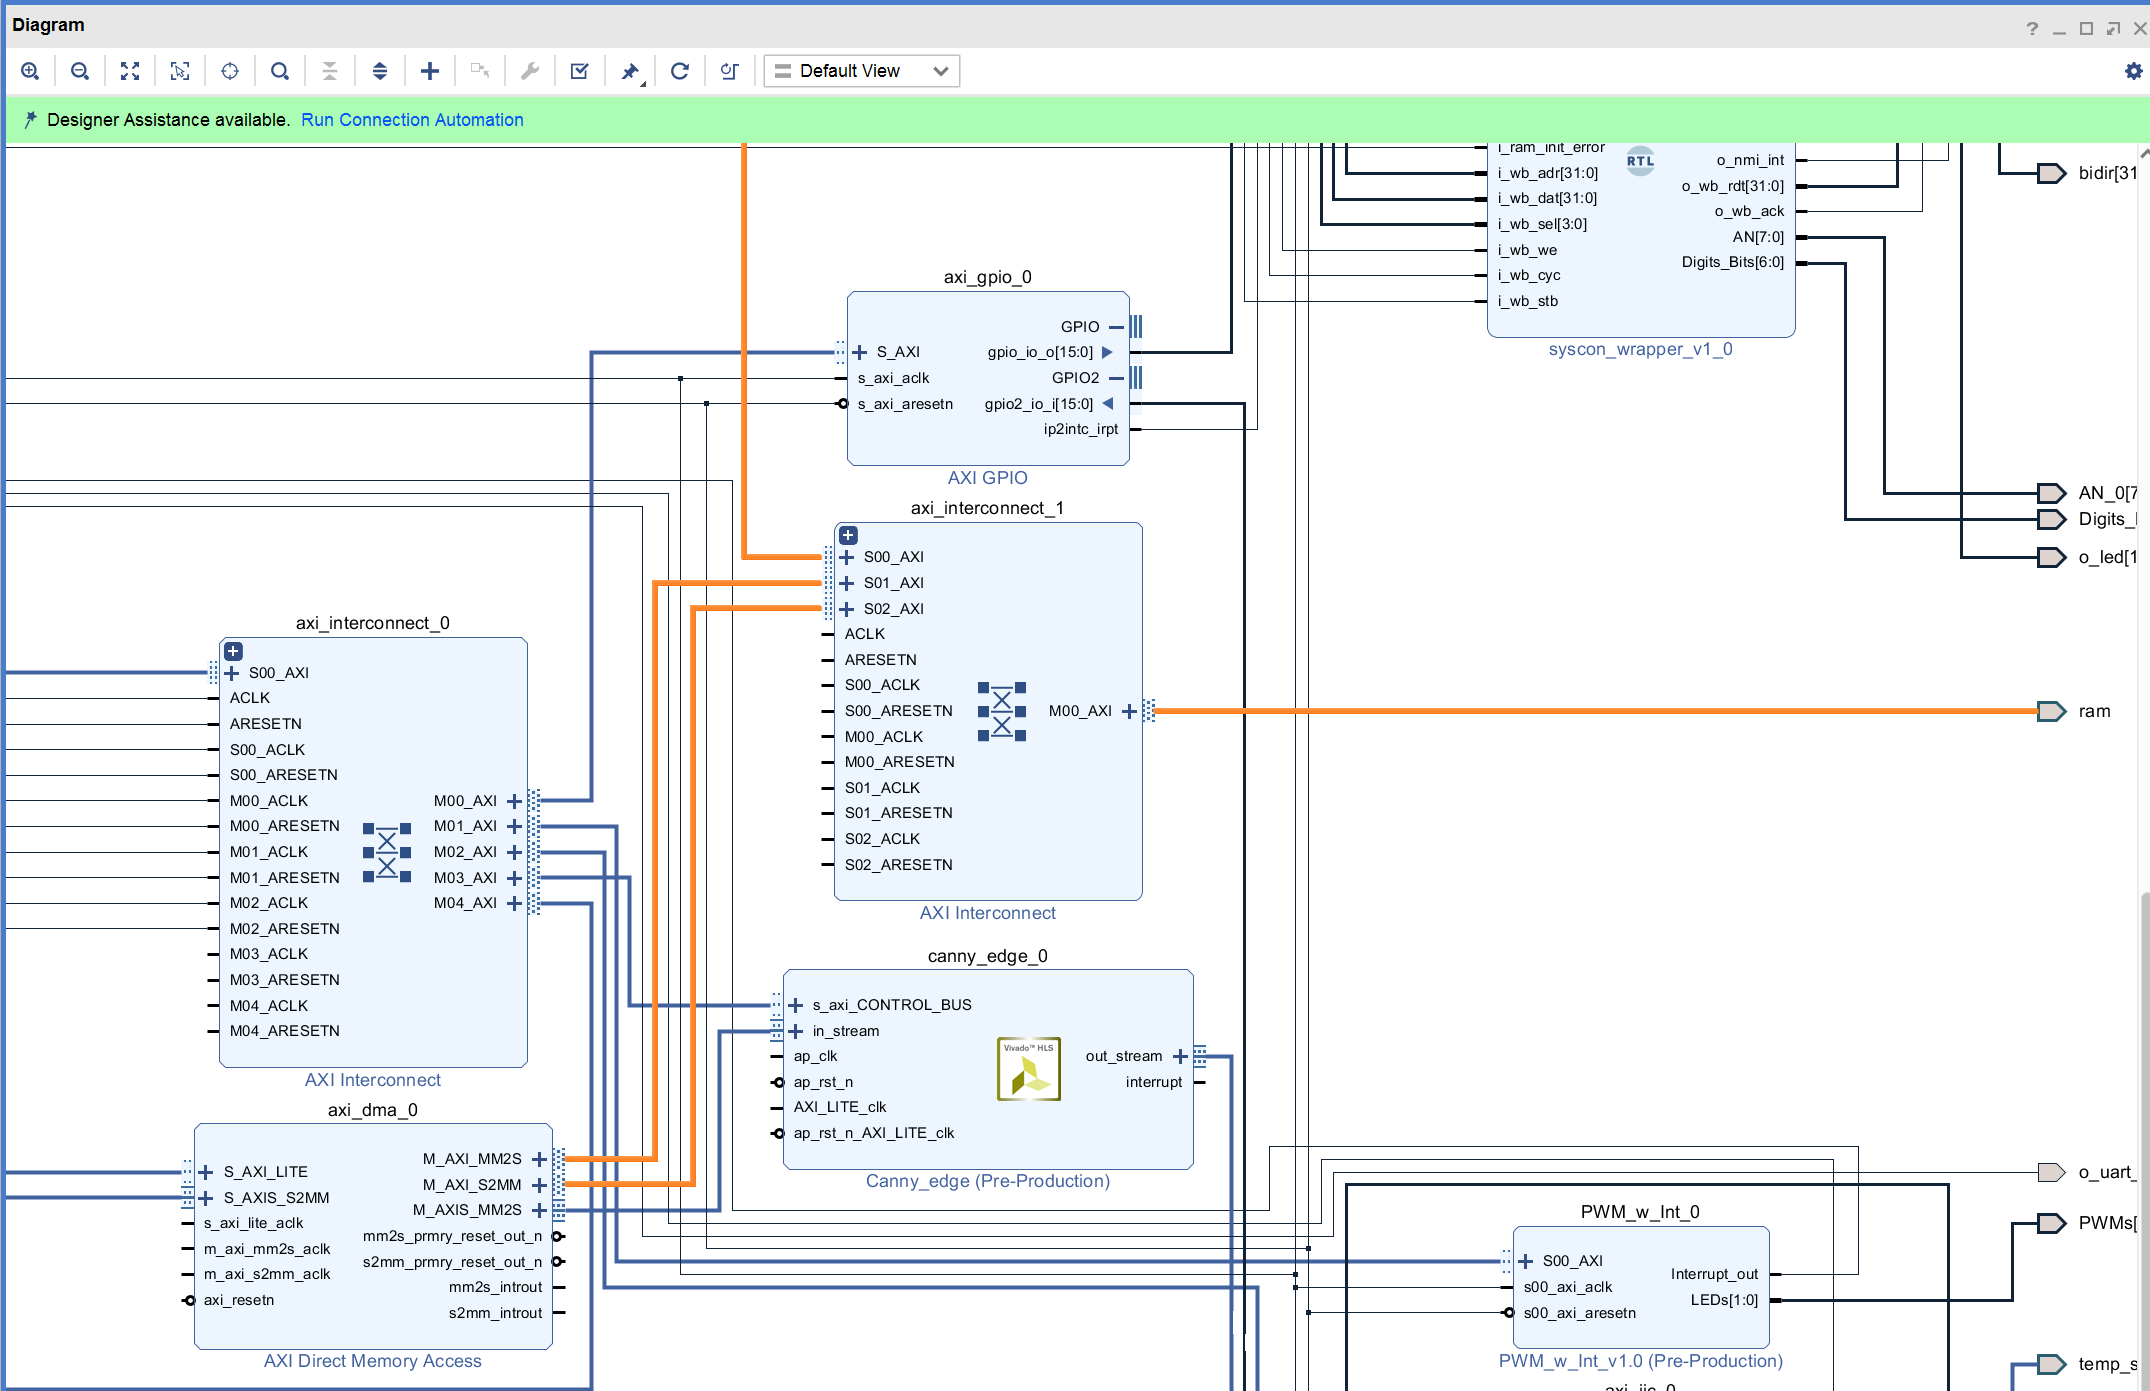 Diagram
Default View
Designer Assistance available. Run Connection Automation
i_ram_init_error
i_wb_adr[31:0]
i_wb_dat[31:0]
i_wb_sel[3:0]
i_wb_we
i_wb_cyc
i_wb_stb
RTL
o_nmi_int
o_wb_rdt[31:0]
o_wb_ack
AN[7:0]
Digits_Bits[6:0]
syscon_wrapper_v1_0
bidir[31
AN_0[7
Digits_
o_led[1
ram
o_uart_
PWMs[
temp_s
axi_gpio_0
S_AXI
s_axi_aclk
s_axi_aresetn
GPIO
gpio_io_o[15:0]
GPIO2
gpio2_io_i[15:0]
ip2intc_irpt
AXI GPIO
axi_interconnect_1
S00_AXI
S01_AXI
S02_AXI
ACLK
ARESETN
S00_ACLK
S00_ARESETN
M00_ACLK
M00_ARESETN
S01_ACLK
S01_ARESETN
S02_ACLK
S02_ARESETN
M00_AXI
AXI Interconnect
axi_interconnect_0
S00_AXI
ACLK
ARESETN
S00_ACLK
S00_ARESETN
M00_ACLK
M00_ARESETN
M01_ACLK
M01_ARESETN
M02_ACLK
M02_ARESETN
M03_ACLK
M03_ARESETN
M04_ACLK
M04_ARESETN
M00_AXI
M01_AXI
M02_AXI
M03_AXI
M04_AXI
AXI Interconnect
canny_edge_0
s_axi_CONTROL_BUS
in_stream
ap_clk
ap_rst_n
AXI_LITE_clk
ap_rst_n_AXI_LITE_clk
Vivado™ HLS
out_stream
interrupt
Canny_edge (Pre-Production)
axi_dma_0
S_AXI_LITE
S_AXIS_S2MM
s_axi_lite_aclk
m_axi_mm2s_aclk
m_axi_s2mm_aclk
axi_resetn
M_AXI_MM2S
M_AXI_S2MM
M_AXIS_MM2S
mm2s_prmry_reset_out_n
s2mm_prmry_reset_out_n
mm2s_introut
s2mm_introut
AXI Direct Memory Access
PWM_w_Int_0
S00_AXI
s00_axi_aclk
s00_axi_aresetn
Interrupt_out
LEDs[1:0]
PWM_w_Int_v1.0 (Pre-Production)
axi_iic_0